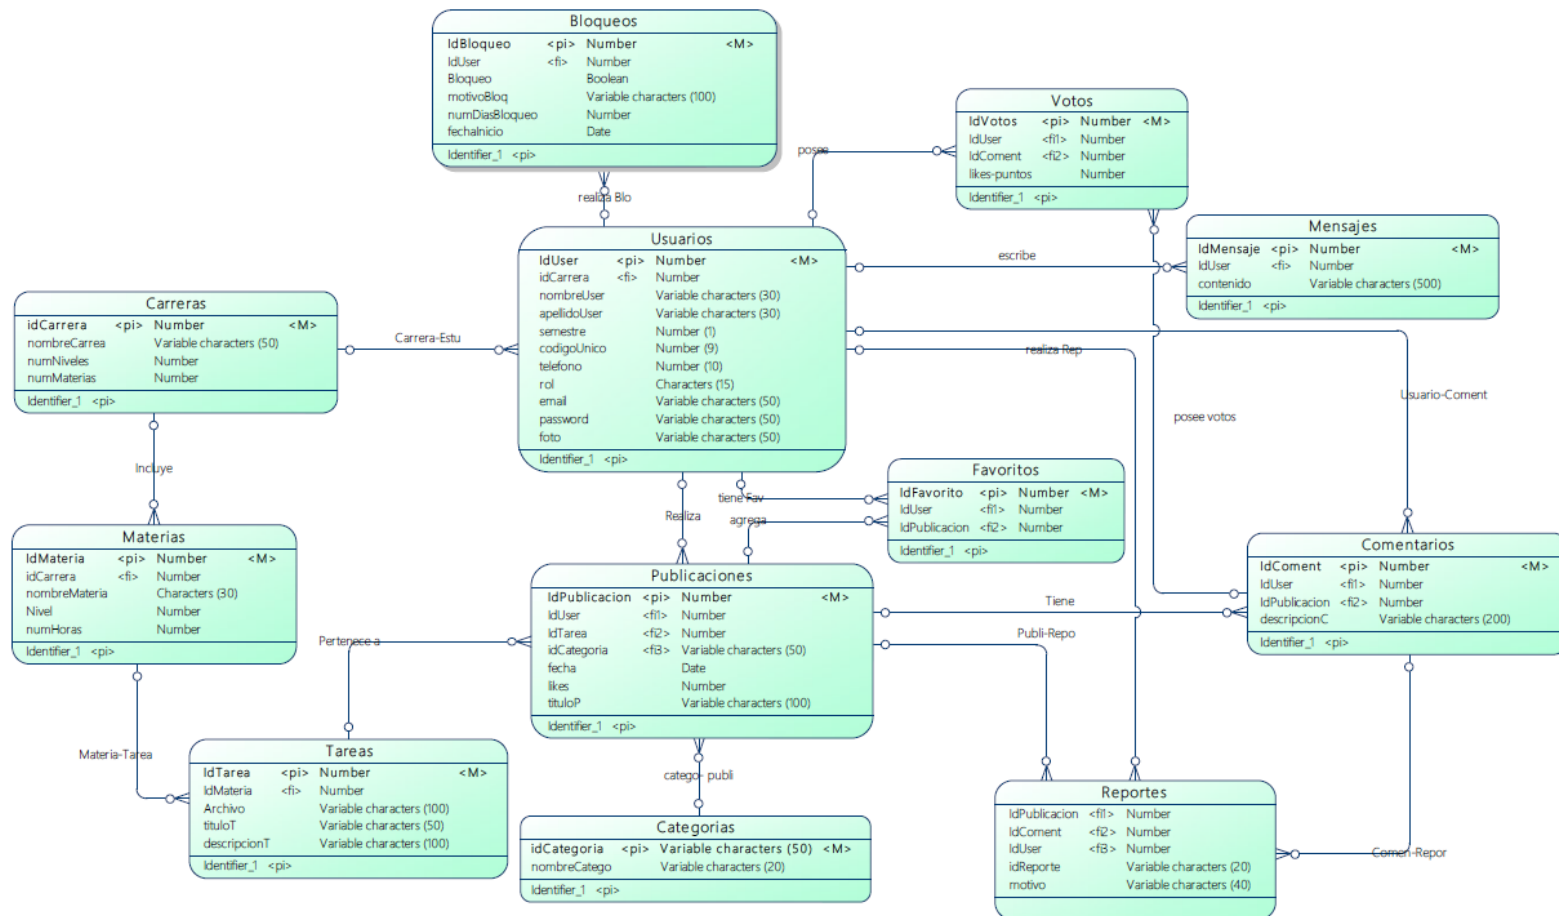 Bloqueos
IdBloqueo <pi> Number <M>
IdUser <fi> Number
Bloqueo Boolean
motivoBloq Variable characters (100)
numDiasBloqueo Number
fechaInicio Date
Identifier_1 <pi>
realiza Blo
Votos
IdVotos <pi> Number <M>
IdUser <fi1> Number
IdComent <fi2> Number
likes-puntos Number
Identifier_1 <pi>
posee
Usuarios
IdUser <pi> Number <M>
idCarrera <fi> Number
nombreUser Variable characters (30)
apellidoUser Variable characters (30)
semestre Number (1)
codigoUnico Number (9)
telefono Number (10)
rol Characters (15)
email Variable characters (50)
password Variable characters (50)
foto Variable characters (50)
Identifier_1 <pi>
escribe
Mensajes
IdMensaje <pi> Number <M>
IdUser <fi> Number
contenido Variable characters (500)
Identifier_1 <pi>
Carreras
idCarrera <pi> Number <M>
nombreCarrea Variable characters (50)
numNiveles Number
numMaterias Number
Identifier_1 <pi>
Carrera-Estu
realiza Rep
Usuario-Coment
posee votos
Incluye
Favoritos
IdFavorito <pi> Number <M>
IdUser <fi1> Number
IdPublicacion <fi2> Number
Identifier_1 <pi>
tiene Fav
Realiza
agrega
Materias
IdMateria <pi> Number <M>
idCarrera <fi> Number
nombreMateria Characters (30)
Nivel Number
numHoras Number
Identifier_1 <pi>
Publicaciones
IdPublicacion <pi> Number <M>
IdUser <fi1> Number
IdTarea <fi2> Number
idCategoria <fi3> Variable characters (50)
fecha Date
likes Number
tituloP Variable characters (100)
Identifier_1 <pi>
Comentarios
IdComent <pi> Number <M>
IdUser <fi1> Number
IdPublicacion <fi2> Number
descripcionC Variable characters (200)
Identifier_1 <pi>
Tiene
Publi-Repo
Pertenece a
Materia-Tarea
Tareas
IdTarea <pi> Number <M>
IdMateria <fi> Number
Archivo Variable characters (100)
tituloT Variable characters (50)
descripcionT Variable characters (100)
Identifier_1 <pi>
catego- publi
Categorias
idCategoria <pi> Variable characters (50) <M>
nombreCatego Variable characters (20)
Identifier_1 <pi>
Reportes
IdPublicacion <fi1> Number
IdComent <fi2> Number
IdUser <fi3> Number
idReporte Variable characters (20)
motivo Variable characters (40)
Comen-Repor